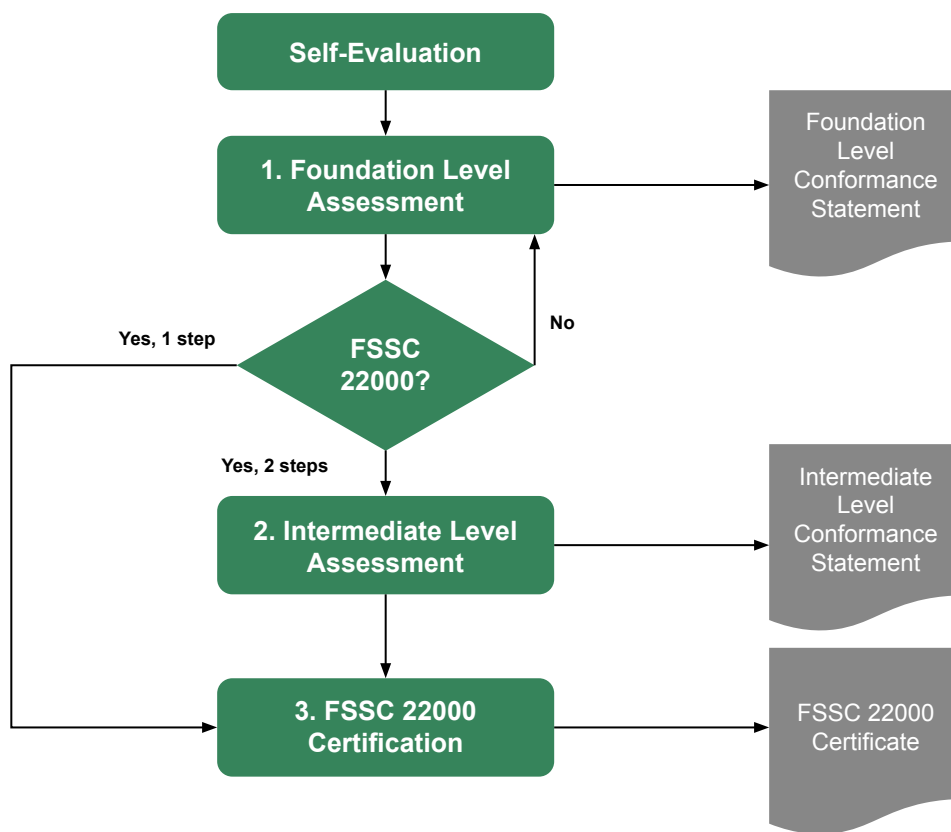 Self-Evaluation
1. Foundation Level
Assessment
Foundation
Level
Conformance
Statement
Yes, 1 step
FSSC
22000?
No
Yes, 2 steps
2. Intermediate Level
Assessment
Intermediate
Level
Conformance
Statement
3. FSSC 22000
Certification
FSSC 22000
Certificate